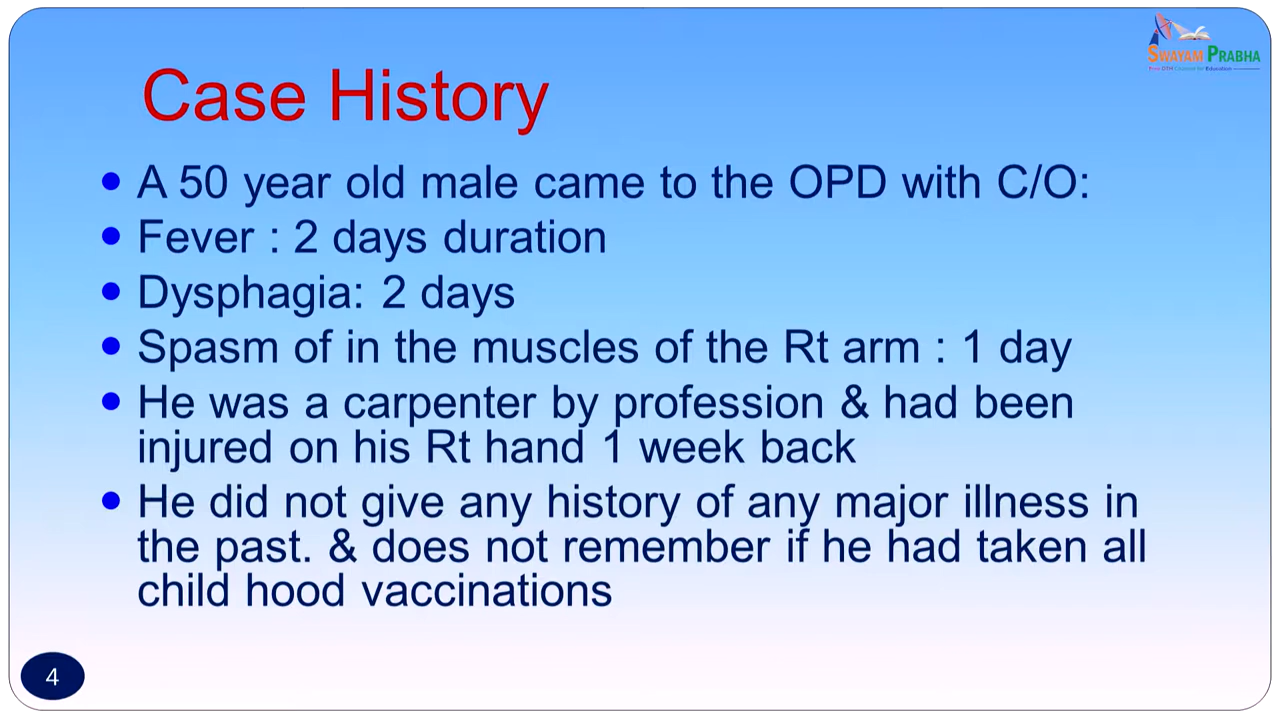 SWAYAM PRABHA
Case History
A 50 year old male came to the OPD with C/O:
Fever : 2 days duration
Dysphagia: 2 days
Spasm of in the muscles of the Rt arm : 1 day
He was a carpenter by profession & had been
injured on his Rt hand 1 week back
He did not give any history of any major illness in
the past. & does not remember if he had taken all
child hood vaccinations
4